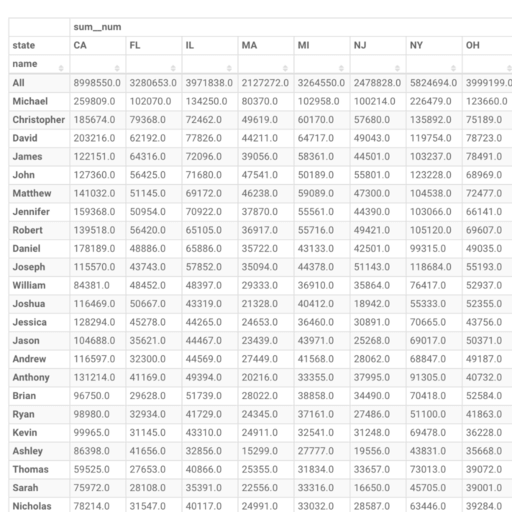 sum__num
state CA FL IL MA MI NJ NY OH
name
All 8998550.0 3280653.0 3971838.0 2127272.0 3264550.0 2478828.0 5824694.0 3999199.0
Michael 259809.0 102070.0 134250.0 80370.0 102958.0 100214.0 226479.0 123660.0
Christopher 185674.0 79368.0 72462.0 49619.0 60170.0 57680.0 135892.0 75189.0
David 203216.0 62192.0 77826.0 44211.0 64717.0 49043.0 119754.0 78723.0
James 122151.0 64316.0 72096.0 39056.0 58361.0 44501.0 103237.0 78491.0
John 127360.0 56425.0 71680.0 47541.0 50189.0 55801.0 123228.0 68969.0
Matthew 141032.0 51145.0 69172.0 46238.0 59089.0 47300.0 104538.0 72477.0
Jennifer 159368.0 50954.0 70922.0 37870.0 55561.0 44390.0 103066.0 66141.0
Robert 139518.0 56420.0 65105.0 36917.0 55716.0 49421.0 105120.0 69607.0
Daniel 178189.0 48886.0 65886.0 35722.0 43133.0 42501.0 99315.0 49035.0
Joseph 115570.0 43743.0 57852.0 35094.0 44378.0 51143.0 118684.0 55193.0
William 84381.0 48452.0 48397.0 29333.0 36910.0 35864.0 76417.0 52937.0
Joshua 116469.0 50667.0 43319.0 21328.0 40412.0 18942.0 55333.0 52355.0
Jessica 128294.0 45278.0 44265.0 24653.0 36460.0 30891.0 70665.0 43756.0
Jason 104688.0 35621.0 44467.0 23439.0 43971.0 25268.0 69017.0 50371.0
Andrew 116597.0 32300.0 44569.0 27449.0 41568.0 28062.0 68847.0 49187.0
Anthony 131214.0 41169.0 49394.0 20216.0 33355.0 37995.0 91305.0 40732.0
Brian 96750.0 29628.0 51739.0 28022.0 38858.0 34490.0 70418.0 52584.0
Ryan 98980.0 32934.0 41729.0 24345.0 37161.0 27486.0 51100.0 41863.0
Kevin 99965.0 31145.0 43310.0 24911.0 32541.0 31248.0 69478.0 36228.0
Ashley 86398.0 41656.0 32856.0 15299.0 27777.0 19556.0 43831.0 35668.0
Thomas 59525.0 27653.0 40866.0 25355.0 31834.0 33657.0 73013.0 39072.0
Sarah 75972.0 28108.0 35391.0 22556.0 33316.0 16650.0 45705.0 39001.0
Nicholas 78214.0 31547.0 40117.0 24991.0 33032.0 28587.0 63446.0 39284.0